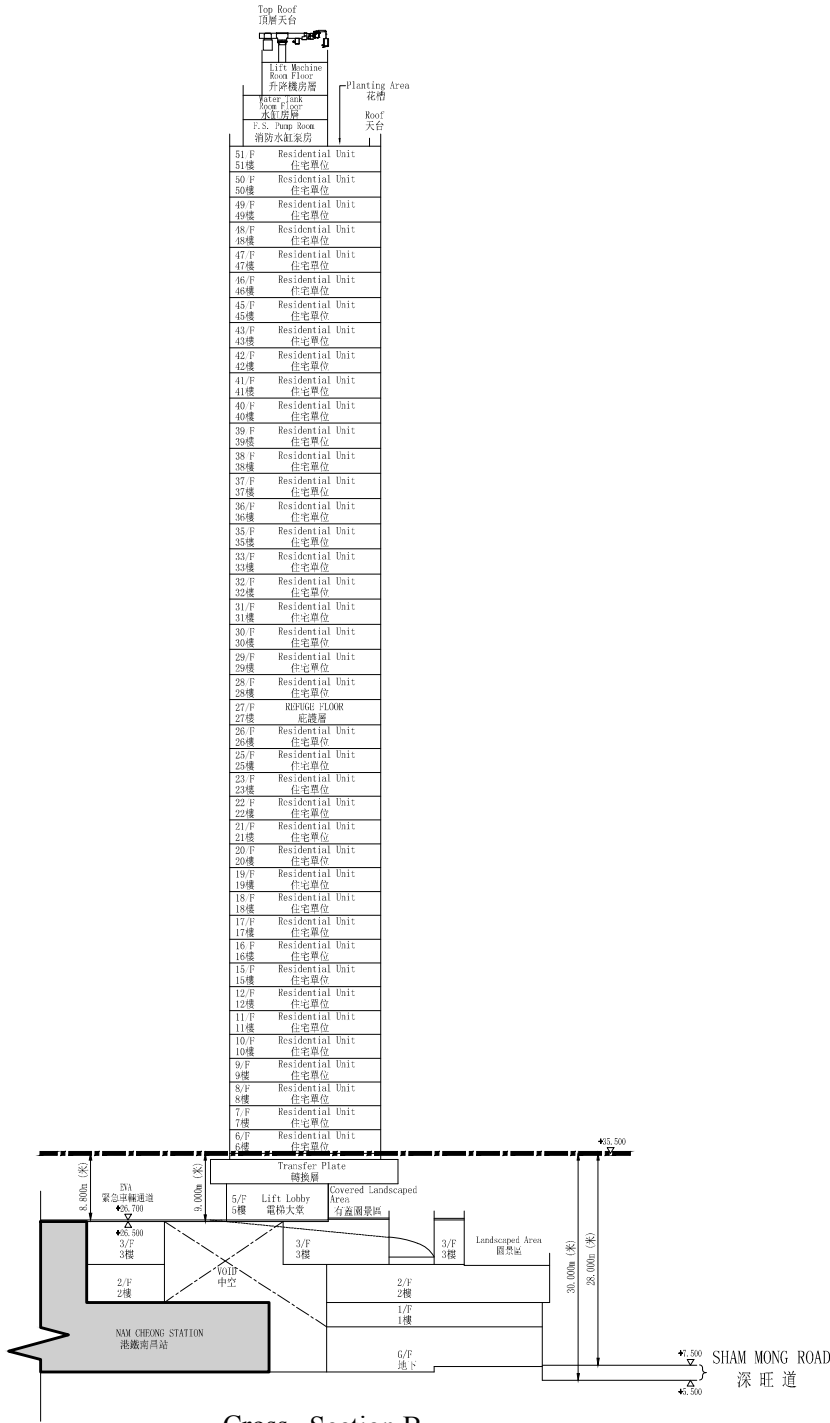 Top Roof
頂層天台
Lift Machine
Room Floor
升降機房層
Planting Area
花槽
Water Tank
Room Floor
水缸房層
Roof
天台
F.S. Pump Room
消防水缸泵房
51/F Residential Unit
51樓 住宅單位
50/F Residential Unit
50樓 住宅單位
49/F Residential Unit
49樓 住宅單位
48/F Residential Unit
48樓 住宅單位
47/F Residential Unit
47樓 住宅單位
46/F Residential Unit
46樓 住宅單位
45/F Residential Unit
45樓 住宅單位
43/F Residential Unit
43樓 住宅單位
42/F Residential Unit
42樓 住宅單位
41/F Residential Unit
41樓 住宅單位
40/F Residential Unit
40樓 住宅單位
39/F Residential Unit
39樓 住宅單位
38/F Residential Unit
38樓 住宅單位
37/F Residential Unit
37樓 住宅單位
36/F Residential Unit
36樓 住宅單位
35/F Residential Unit
35樓 住宅單位
33/F Residential Unit
33樓 住宅單位
32/F Residential Unit
32樓 住宅單位
31/F Residential Unit
31樓 住宅單位
30/F Residential Unit
30樓 住宅單位
29/F Residential Unit
29樓 住宅單位
28/F Residential Unit
28樓 住宅單位
27/F REFUGE FLOOR
27樓 庇護層
26/F Residential Unit
26樓 住宅單位
25/F Residential Unit
25樓 住宅單位
23/F Residential Unit
23樓 住宅單位
22/F Residential Unit
22樓 住宅單位
21/F Residential Unit
21樓 住宅單位
20/F Residential Unit
20樓 住宅單位
19/F Residential Unit
19樓 住宅單位
18/F Residential Unit
18樓 住宅單位
17/F Residential Unit
17樓 住宅單位
16/F Residential Unit
16樓 住宅單位
15/F Residential Unit
15樓 住宅單位
12/F Residential Unit
12樓 住宅單位
11/F Residential Unit
11樓 住宅單位
10/F Residential Unit
10樓 住宅單位
9/F Residential Unit
9樓 住宅單位
8/F Residential Unit
8樓 住宅單位
7/F Residential Unit
7樓 住宅單位
6/F Residential Unit
6樓 住宅單位
+35.500
Transfer Plate
轉換層
8.800m (米)
9.000m (米)
EVA
緊急車輛通道
+26.700
+26.500
5/F Lift Lobby
5樓 電梯大堂
Covered Landscaped
Area
有蓋園景區
3/F
3樓
3/F
3樓
3/F
3樓
Landscaped Area
園景區
VOID
中空
2/F
2樓
2/F
2樓
30.000m (米)
28.000m (米)
1/F
1樓
NAM CHEONG STATION
港鐵南昌站
G/F
地下
+7.500
+5.500
SHAM MONG ROAD
深旺道
Cross-Section B